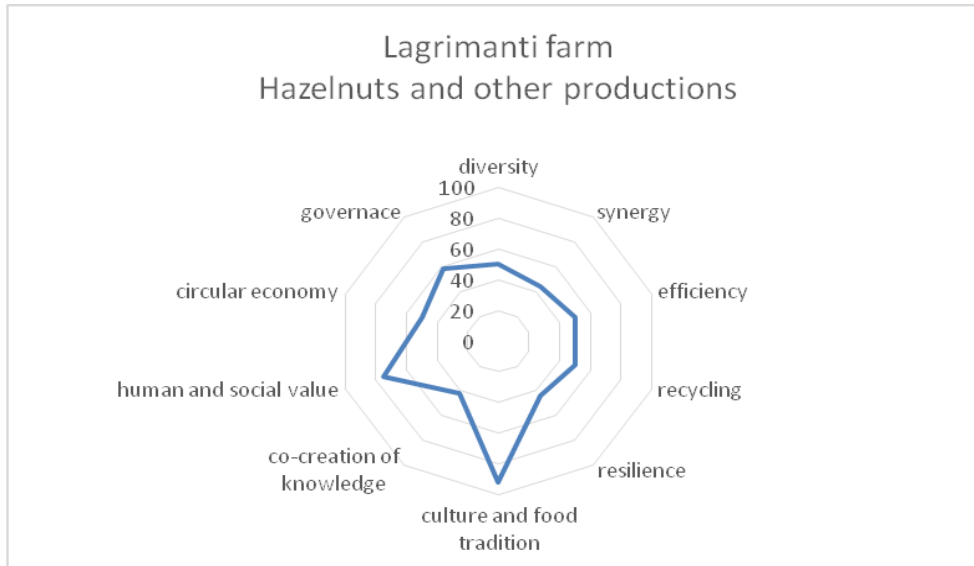 Lagrimanti farm
Hazelnuts and other productions
diversity
synergy
efficiency
recycling
resilience
culture and food
tradition
co-creation of
knowledge
human and social value
circular economy
governace
100
80
60
40
20
0